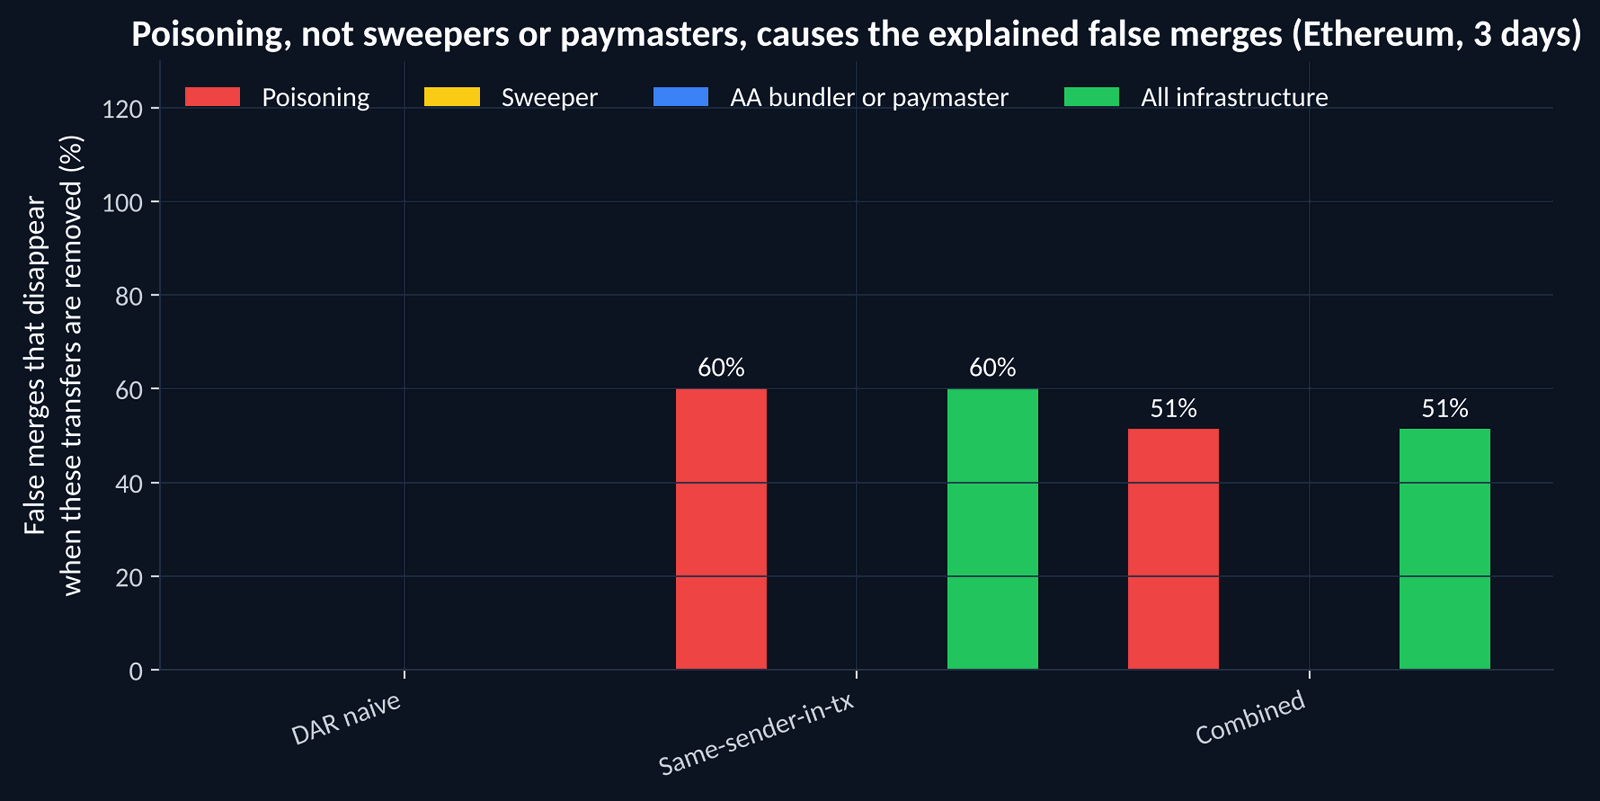 Poisoning, not sweepers or paymasters, causes the explained false merges (Ethereum, 3 days)
Poisoning
Sweeper
AA bundler or paymaster
All infrastructure
False merges that disappear
when these transfers are removed (%)
120
100
80
60
40
20
0
60%
60%
51%
51%
DAR naive
Same-sender-in-tx
Combined